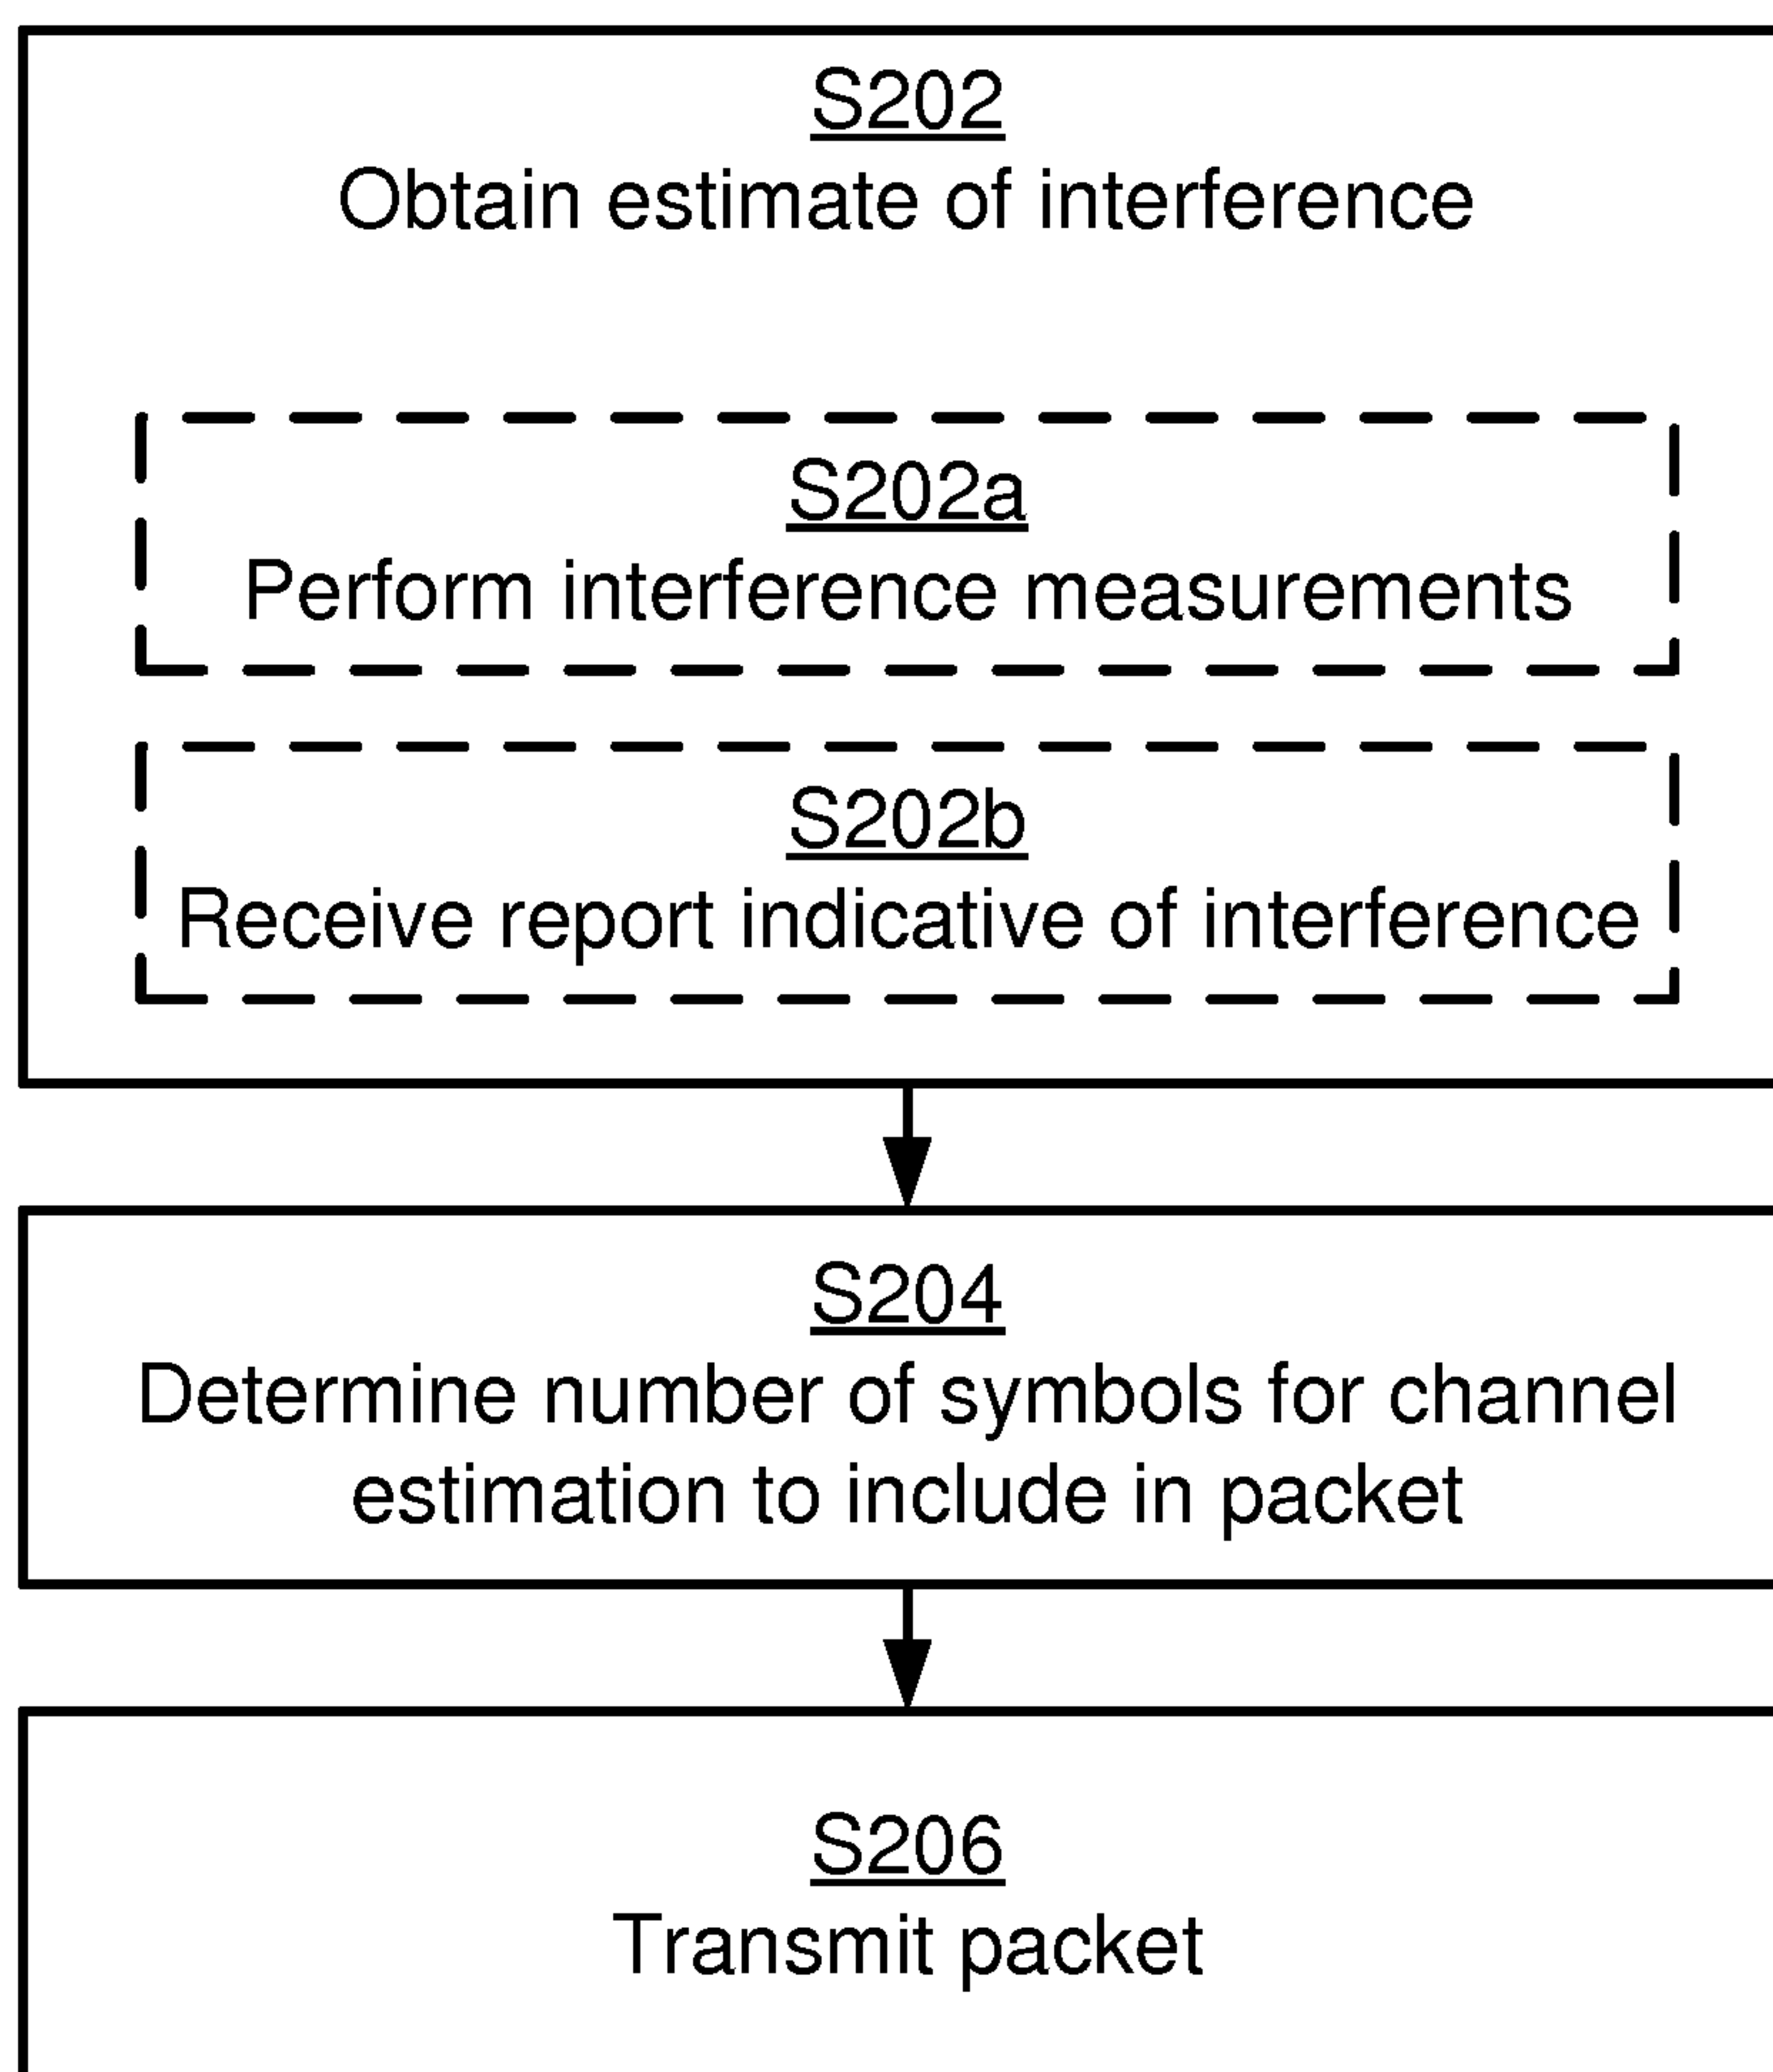 S202
Obtain estimate of interference
S202a
Perform interference measurements
S202b
Receive report indicative of interference
S204
Determine number of symbols for channel
estimation to include in packet
S206
Transmit packet